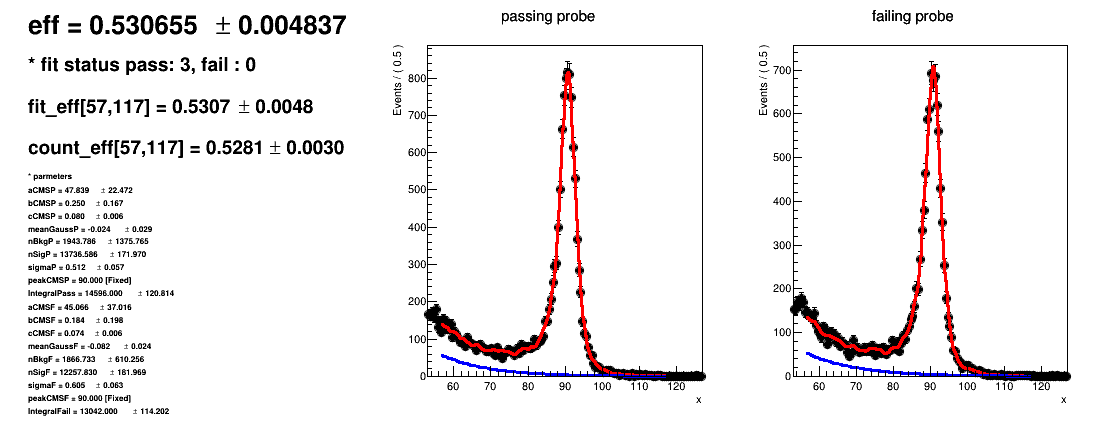 eff = 0.530655 ± 0.004837
* fit status pass: 3, fail : 0
fit_eff[57,117] = 0.5307 ± 0.0048
count_eff[57,117] = 0.5281 ± 0.0030
* parmeters
aCMSP = 47.839 ± 22.472
bCMSP = 0.250 ± 0.167
cCMSP = 0.080 ± 0.006
meanGaussP = -0.024 ± 0.029
nBkgP = 1943.786 ± 1375.765
nSigP = 13736.586 ± 171.970
sigmaP = 0.512 ± 0.057
peakCMSP = 90.000 [Fixed]
IntegralPass = 14596.000 ± 120.814
aCMSF = 45.066 ± 37.016
bCMSF = 0.184 ± 0.198
cCMSF = 0.074 ± 0.006
meanGaussF = -0.082 ± 0.024
nBkgF = 1866.733 ± 610.256
nSigF = 12257.830 ± 181.969
sigmaF = 0.605 ± 0.063
peakCMSF = 90.000 [Fixed]
IntegralFail = 13042.000 ± 114.202
passing probe
Events / ( 0.5 )
800
700
600
500
400
300
200
100
0
60 70 80 90 100 110 120
x
failing probe
Events / ( 0.5 )
700
600
500
400
300
200
100
0
60 70 80 90 100 110 120
x